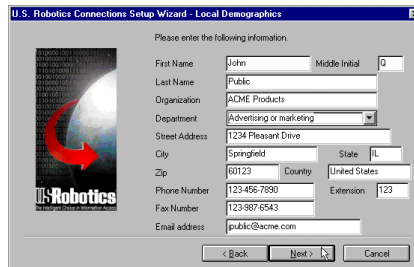 U.S. Robotics Connections Setup Wizard - Local Demographics
Please enter the following information.
First Name John Middle Initial Q
Last Name Public
Organization ACME Products
Department Advertising or marketing
Street Address 1234 Pleasant Drive
City Springfield State IL
Zip 60123 Country United States
Phone Number 123-456-7890 Extension 123
Fax Number 123-987-6543
Email address jpublic@acme.com
U.S. Robotics
The Intelligent Choice in Information Access
< Back Next > Cancel